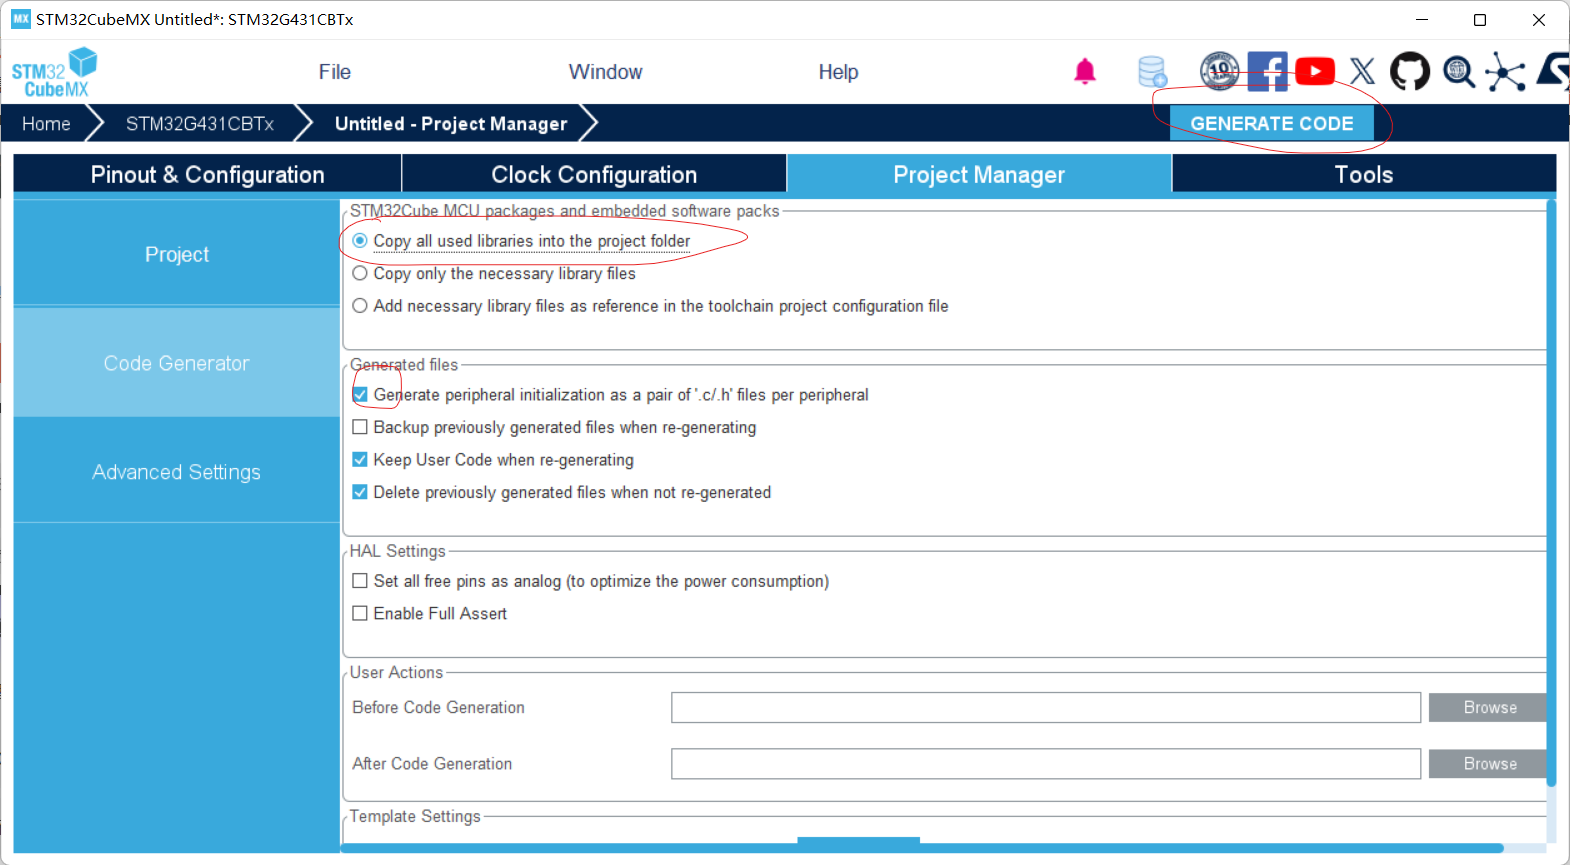 MX STM32CubeMX Untitled*: STM32G431CBTx
STM32
CubeMX
File
Window
Help
10
Home
STM32G431CBTx
Untitled - Project Manager
GENERATE CODE
Pinout & Configuration
Clock Configuration
Project Manager
Tools
Project
Code Generator
Advanced Settings
STM32Cube MCU packages and embedded software packs
Copy all used libraries into the project folder
Copy only the necessary library files
Add necessary library files as reference in the toolchain project configuration file
Generated files
Generate peripheral initialization as a pair of '.c/.h' files per peripheral
Backup previously generated files when re-generating
Keep User Code when re-generating
Delete previously generated files when not re-generated
HAL Settings
Set all free pins as analog (to optimize the power consumption)
Enable Full Assert
User Actions
Before Code Generation
Browse
After Code Generation
Browse
Template Settings